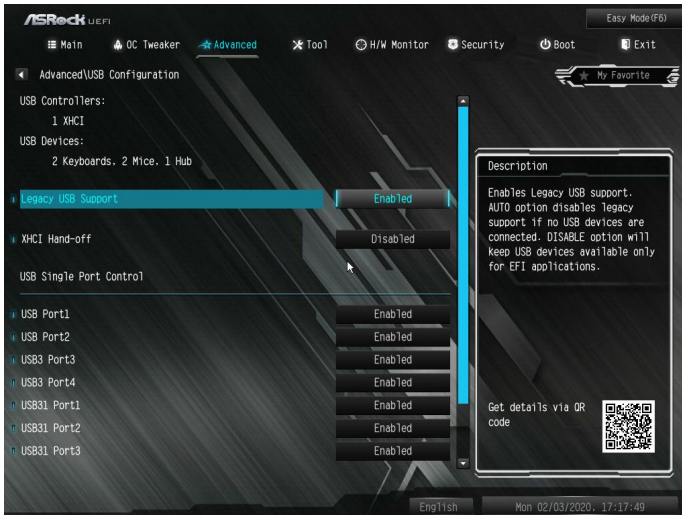 ASRock UEFI
Easy Mode(F6)
Main OC Tweaker Advanced Tool H/W Monitor Security Boot Exit
Advanced\USB Configuration
My Favorite
USB Controllers:
1 XHCI
USB Devices:
2 Keyboards, 2 Mice, 1 Hub
Legacy USB Support Enabled
XHCI Hand-off Disabled
USB Single Port Control
USB Port1 Enabled
USB Port2 Enabled
USB3 Port3 Enabled
USB3 Port4 Enabled
USB31 Port1 Enabled
USB31 Port2 Enabled
USB31 Port3 Enabled
Description
Enables Legacy USB support.
AUTO option disables legacy
support if no USB devices are
connected. DISABLE option will
keep USB devices available only
for EFI applications.
Get details via QR
code
English
Mon 02/03/2020, 17:17:49